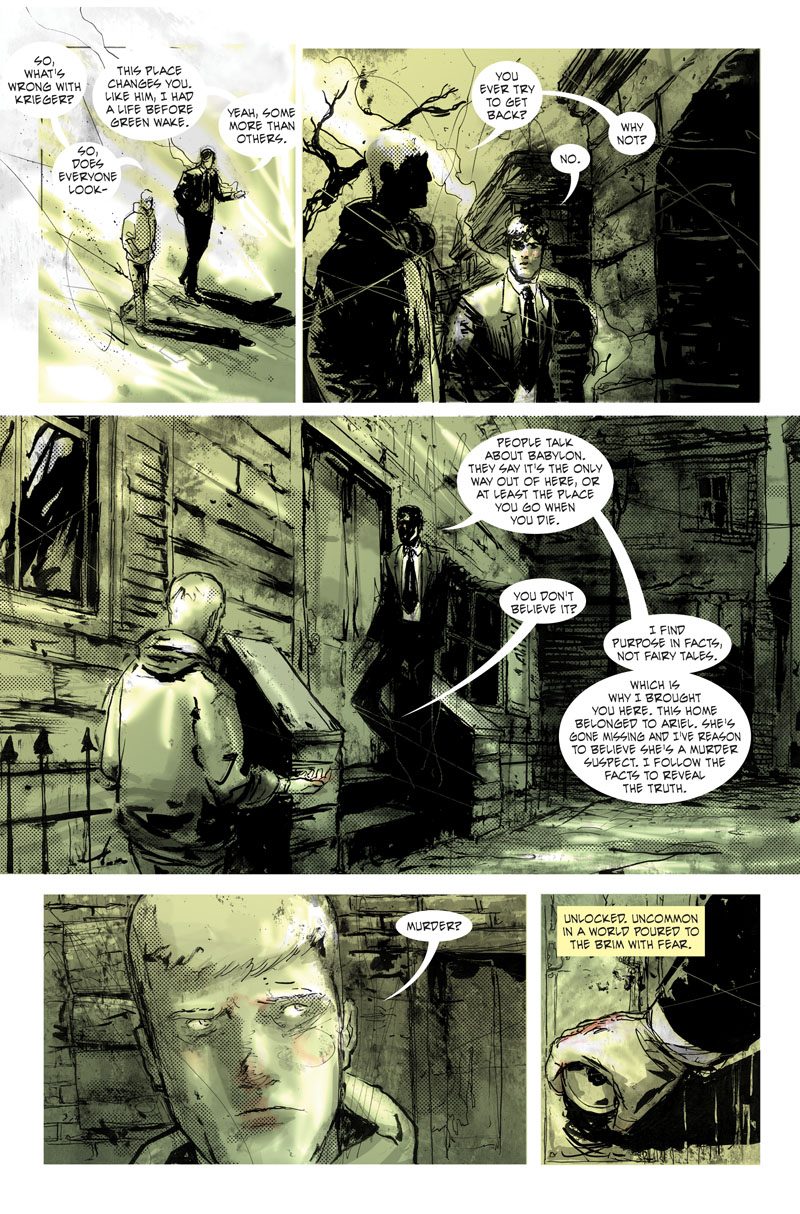 SO,
WHAT'S
WRONG WITH
KRIEGER?
THIS PLACE
CHANGES YOU.
LIKE HIM, I HAD
A LIFE BEFORE
GREEN WAKE.
SO,
DOES
EVERYONE
LOOK-
YEAH, SOME
MORE THAN
OTHERS.
YOU
EVER TRY
TO GET
BACK?
NO.
WHY
NOT?
PEOPLE TALK
ABOUT BABYLON.
THEY SAY IT'S THE ONLY
WAY OUT OF HERE, OR
AT LEAST THE PLACE
YOU GO WHEN
YOU DIE.
YOU DON'T
BELIEVE IT?
I FIND
PURPOSE IN FACTS,
NOT FAIRY TALES.
WHICH IS
WHY I BROUGHT
YOU HERE. THIS HOME
BELONGED TO ARIEL. SHE'S
GONE MISSING AND I'VE REASON
TO BELIEVE SHE'S A MURDER
SUSPECT. I FOLLOW THE
FACTS TO REVEAL
THE TRUTH.
MURDER?
UNLOCKED. UNCOMMON
IN A WORLD POURED TO
THE BRIM WITH FEAR.